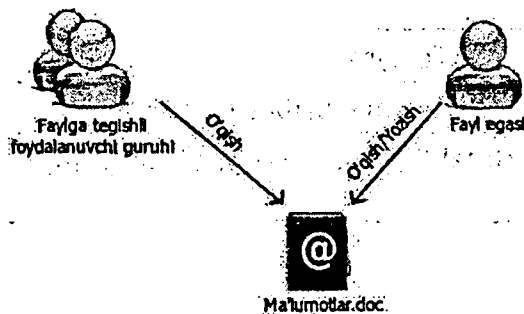 Faylga tegishli
foydalanuvchi guruhi
O'qish
O'qish/Yozish
Fayl egasi
@
Ma'lumotlar.doc